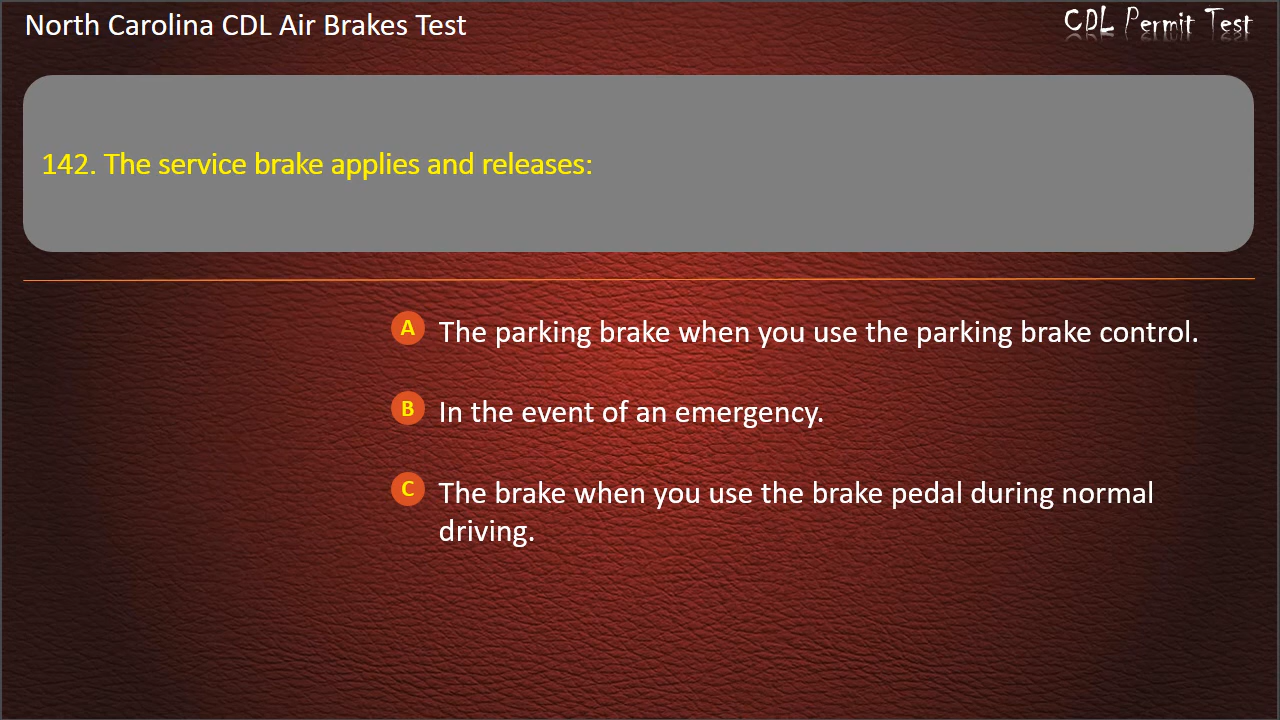 North Carolina CDL Air Brakes Test
CDL Permit Test
142. The service brake applies and releases:
A The parking brake when you use the parking brake control.
B In the event of an emergency.
C The brake when you use the brake pedal during normal
driving.